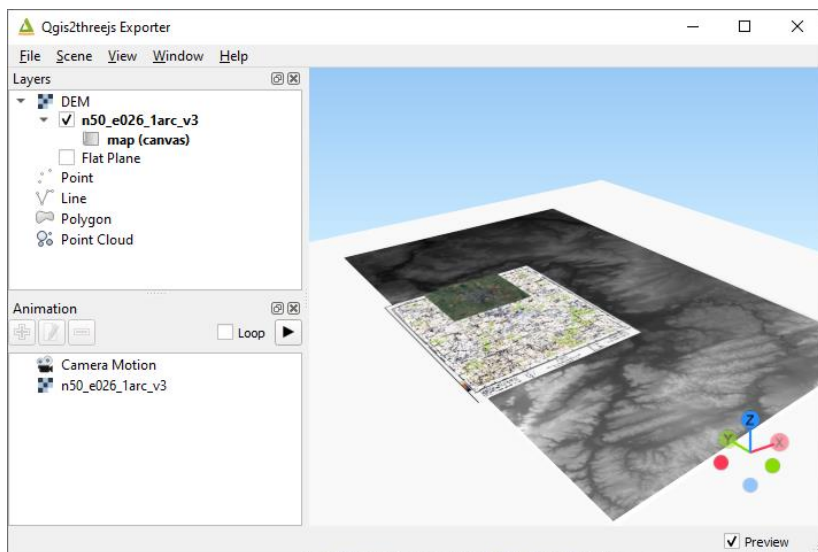 Qgis2threejs Exporter
File Scene View Window Help
Layers
DEM
n50_e026_1arc_v3
map (canvas)
Flat Plane
Point
Line
Polygon
Point Cloud
Animation
Loop
Camera Motion
n50_e026_1arc_v3
Z
Y
X
Preview